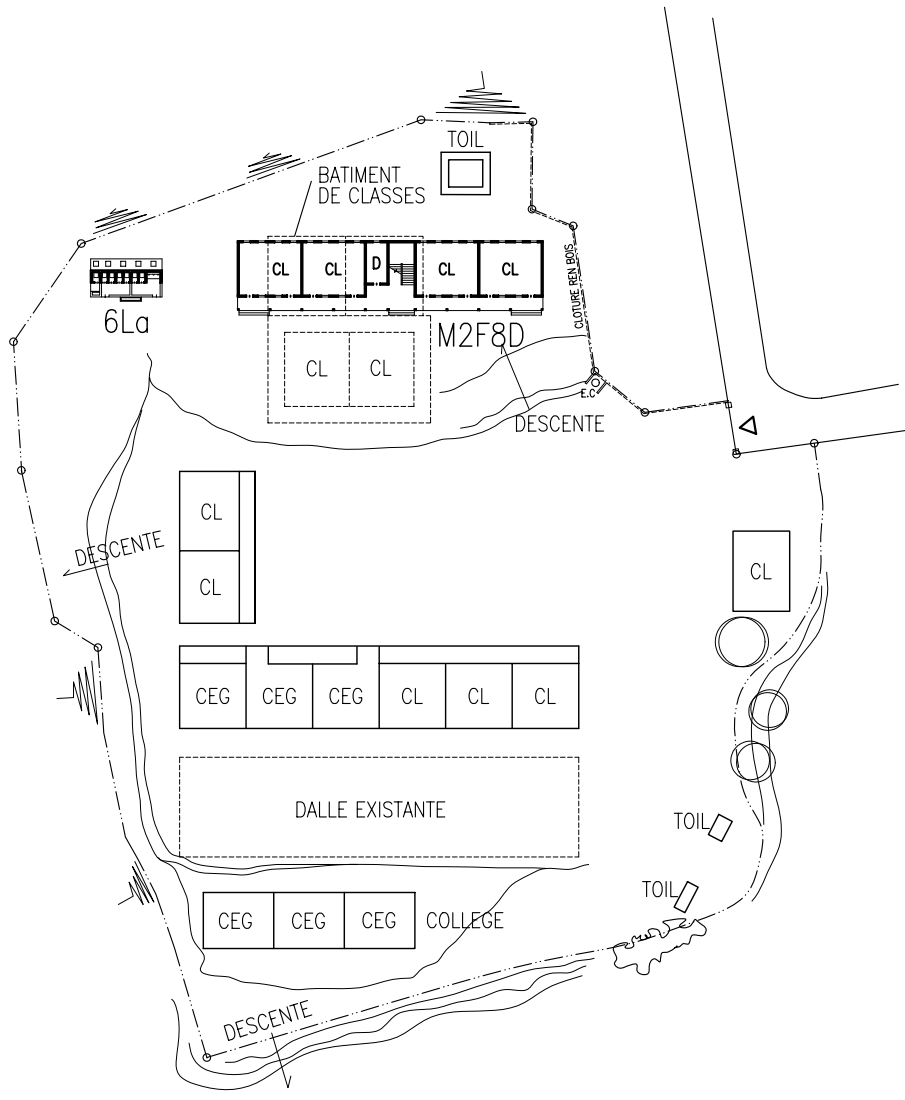 TOIL
BATIMENT
DE CLASSES
CLOTURE REN BOIS
CL
CL
D
CL
CL
6La
M2F8D
CL
CL
E.C
DESCENTE
CL
DESCENTE
CL
CL
CEG
CEG
CEG
CL
CL
CL
DALLE EXISTANTE
TOIL
TOIL
CEG
CEG
CEG
COLLEGE
DESCENTE